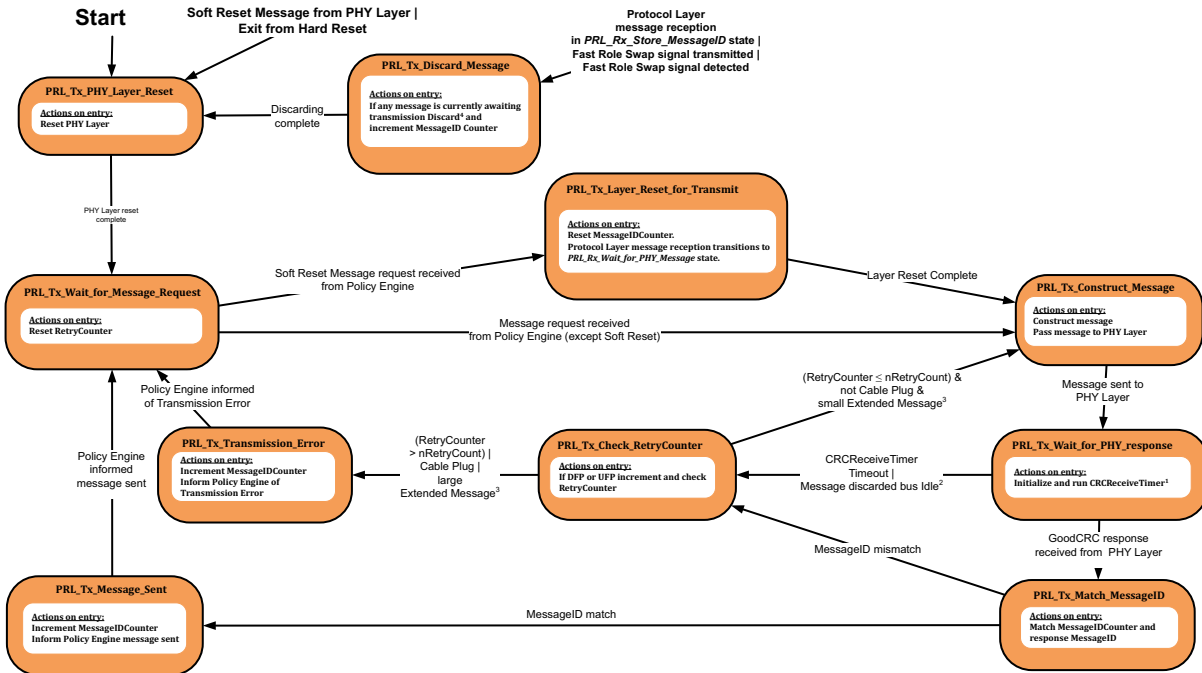 Start
Soft Reset Message from PHY Layer |
Exit from Hard Reset
Protocol Layer
message reception
in PRL_Rx_Store_MessageID state |
Fast Role Swap signal transmitted |
Fast Role Swap signal detected
PRL_Tx_PHY_Layer_Reset
Actions on entry:
Reset PHY Layer
Discarding
complete
PRL_Tx_Discard_Message
Actions on entry:
If any message is currently awaiting
transmission Discard⁴ and
increment MessageID Counter
PHY Layer reset
complete
PRL_Tx_Layer_Reset_for_Transmit
Actions on entry:
Reset MessageIDCounter.
Protocol Layer message reception transitions to
PRL_Rx_Wait_for_PHY_Message state.
Soft Reset Message request received
from Policy Engine
Layer Reset Complete
PRL_Tx_Wait_for_Message_Request
Actions on entry:
Reset RetryCounter
Message request received
from Policy Engine (except Soft Reset)
PRL_Tx_Construct_Message
Actions on entry:
Construct message
Pass message to PHY Layer
Policy Engine informed
of Transmission Error
(RetryCounter ≤ nRetryCount) &
not Cable Plug &
small Extended Message³
Message sent to
PHY Layer
Policy Engine
informed
message sent
PRL_Tx_Transmission_Error
Actions on entry:
Increment MessageIDCounter
Inform Policy Engine of
Transmission Error
(RetryCounter
> nRetryCount) |
Cable Plug |
large
Extended Message³
PRL_Tx_Check_RetryCounter
Actions on entry:
If DFP or UFP increment and check
RetryCounter
CRCReceiveTimer
Timeout |
Message discarded bus Idle²
PRL_Tx_Wait_for_PHY_response
Actions on entry:
Initialize and run CRCReceiveTimer¹
MessageID mismatch
GoodCRC response
received from PHY Layer
PRL_Tx_Message_Sent
Actions on entry:
Increment MessageIDCounter
Inform Policy Engine message sent
MessageID match
PRL_Tx_Match_MessageID
Actions on entry:
Match MessageIDCounter and
response MessageID